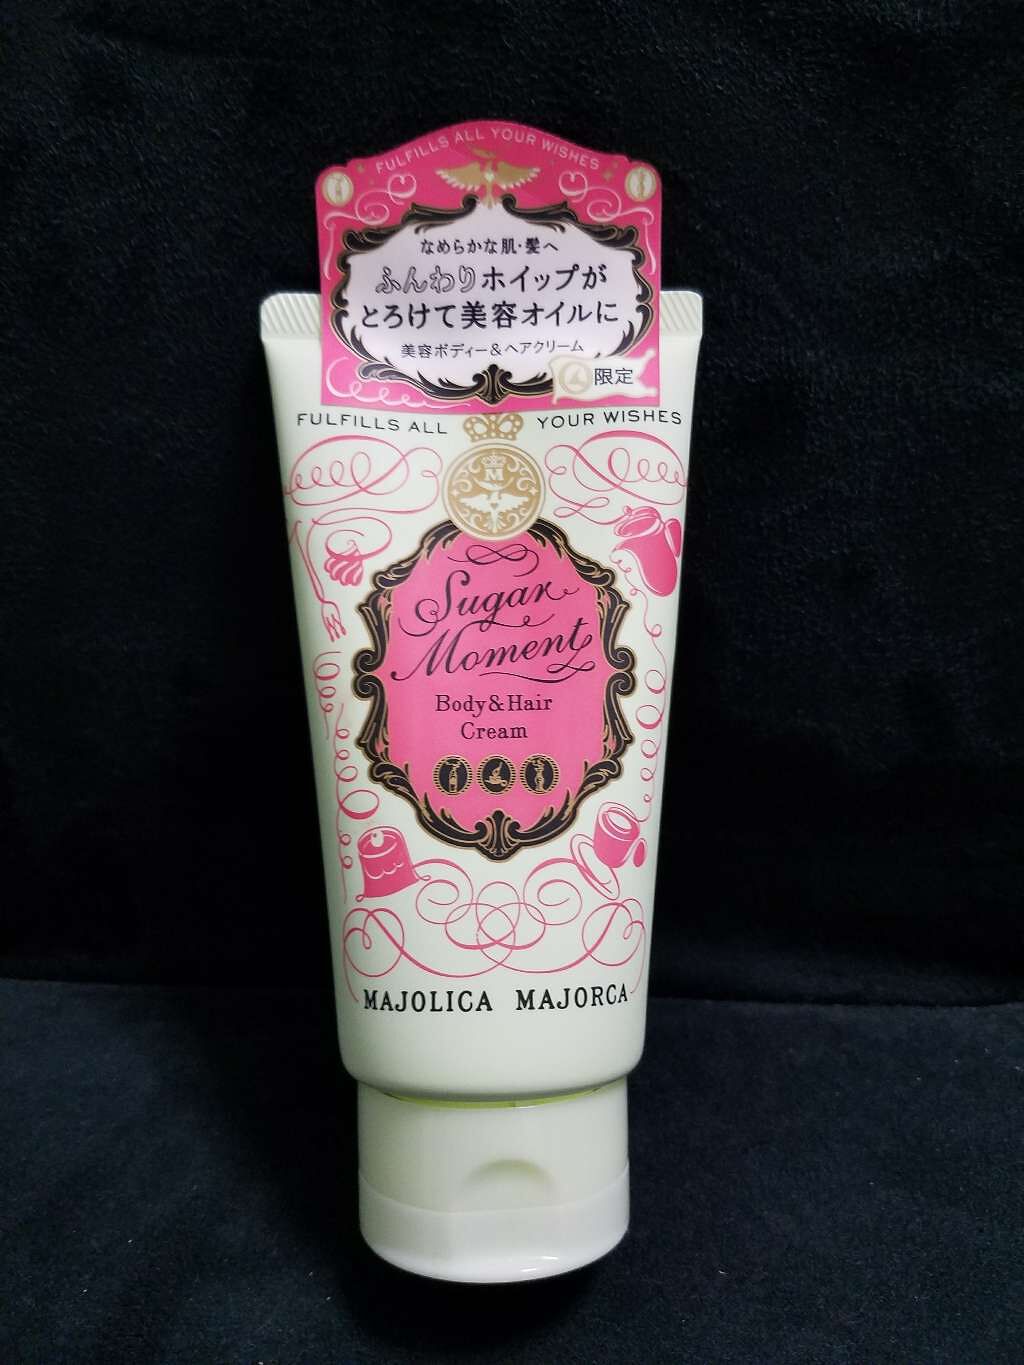 FULFILLS ALL YOUR WISHES
なめらかな肌・髪へ
ふんわりホイップが
とろけて美容オイルに
美容ボディー＆ヘアクリーム
限定
FULFILLS ALL YOUR WISHES
M
Sugar
Moment
Body&Hair
Cream
MAJOLICA MAJORCA